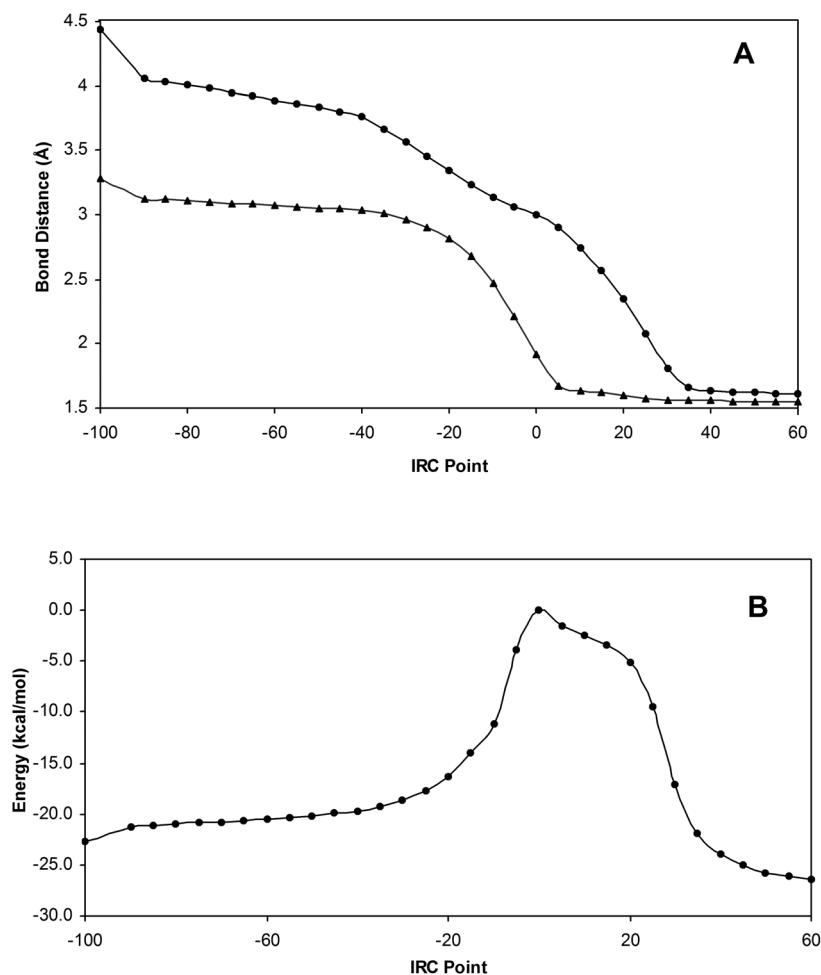 4.5
A
4
3.5
3
2.5
2
1.5
Bond Distance (Å)
-100 -80 -60 -40 -20 0 20 40 60
IRC Point
5.0
B
0.0
-5.0
-10.0
-15.0
-20.0
-25.0
-30.0
Energy (kcal/mol)
-100 -60 -20 20 60
IRC Point